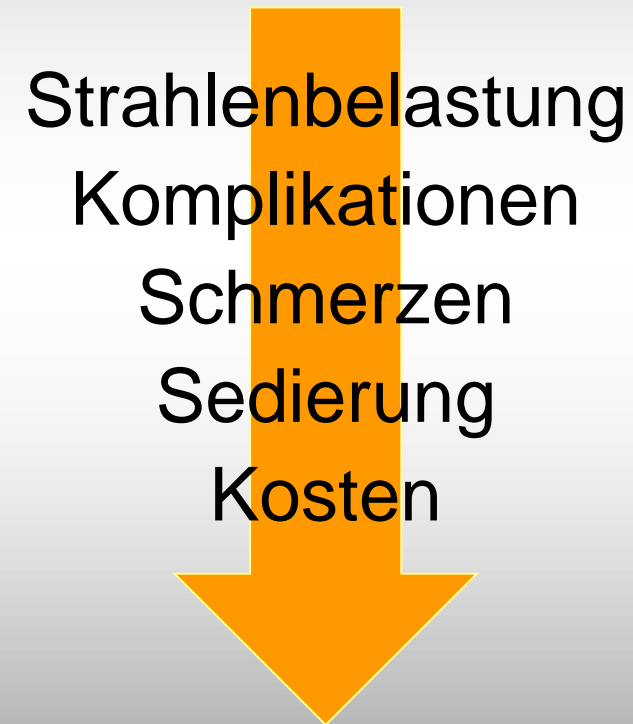 Strahlenbelastung
Komplikationen
Schmerzen
Sedierung
Kosten